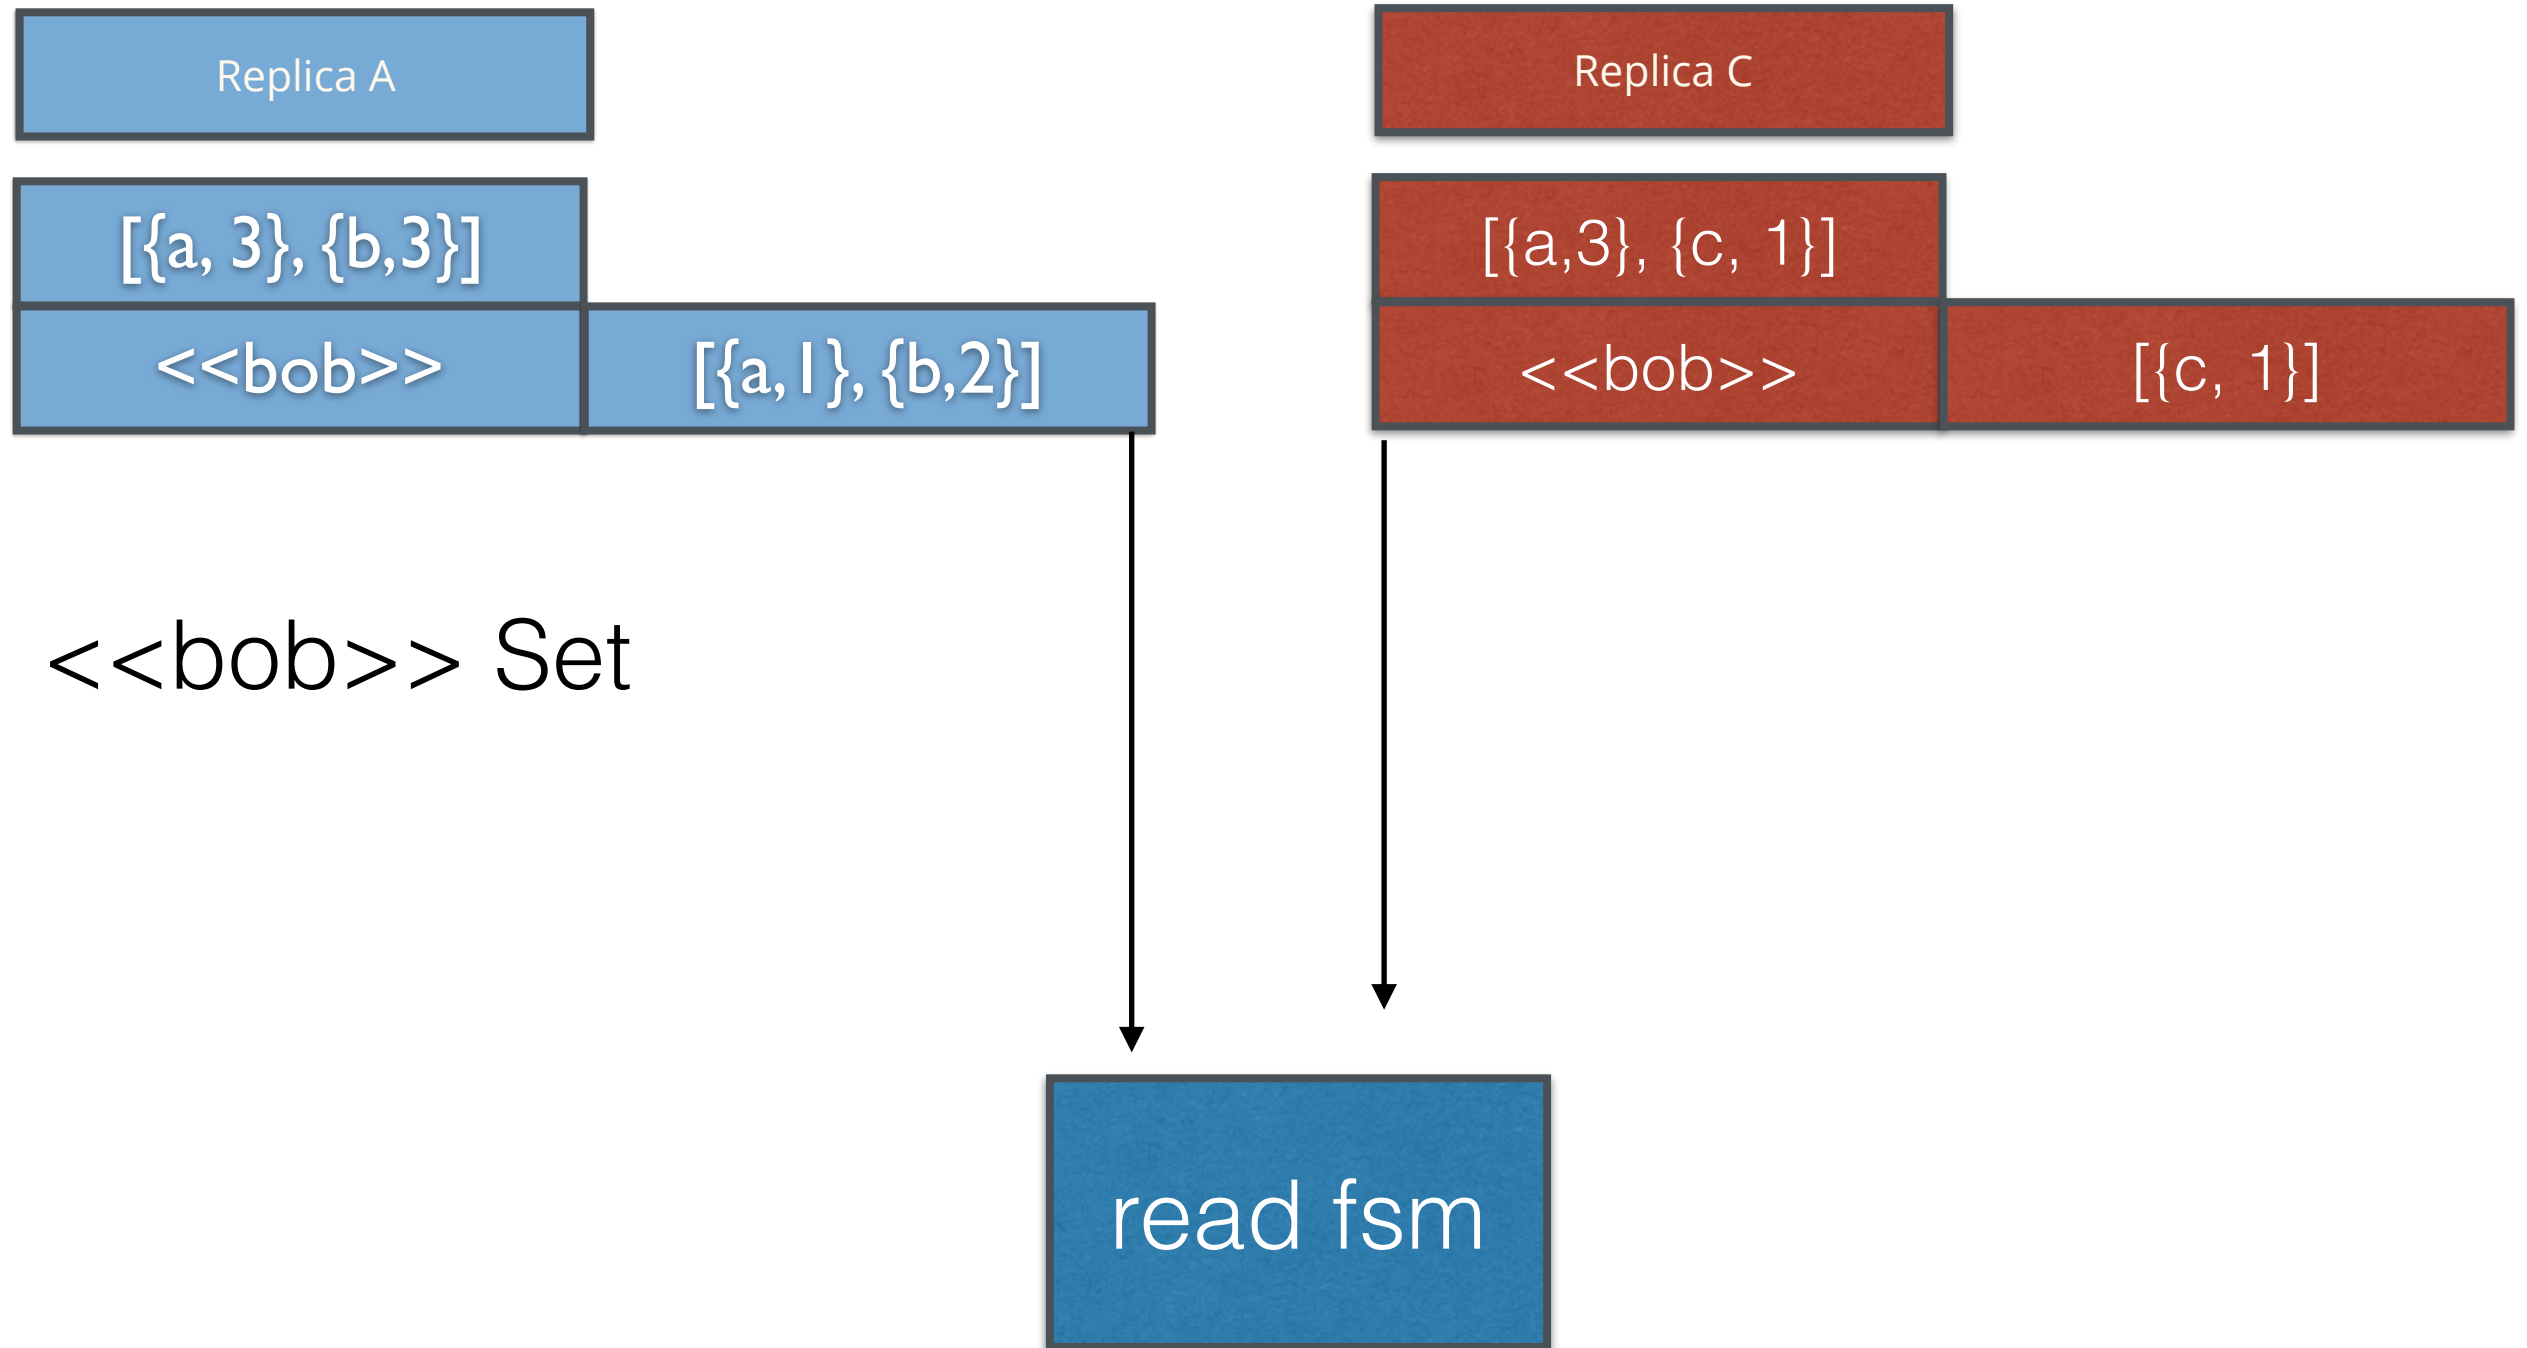 Replica A
Replica C
[{a, 3}, {b,3}]
[{a,3}, {c, 1}]
<<bob>>
[{a,1}, {b,2}]
<<bob>>
[{c, 1}]
<<bob>> Set
read fsm